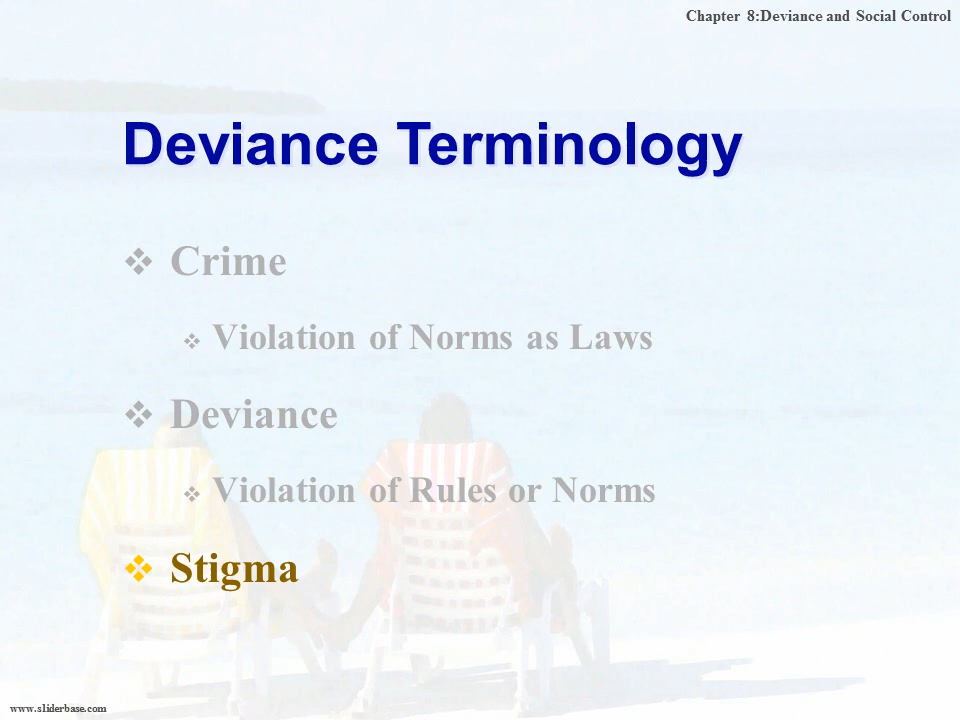 Chapter 8:Deviance and Social Control
Deviance Terminology
❖ Crime
❖ Violation of Norms as Laws
❖ Deviance
❖ Violation of Rules or Norms
❖ Stigma
www.sliderbase.com